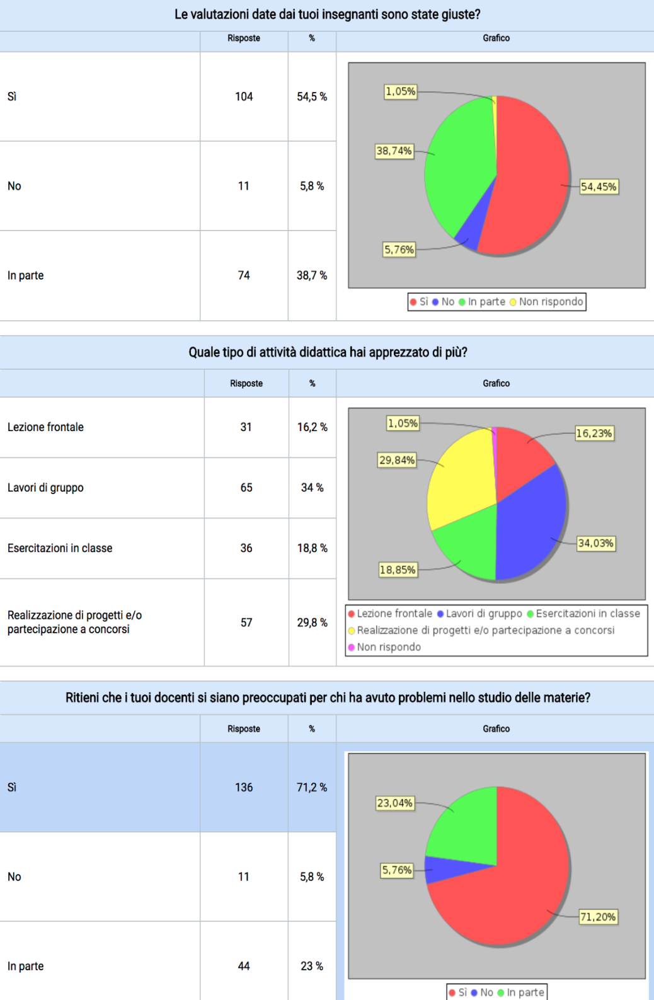 Le valutazioni date dai tuoi insegnanti sono state giuste?
Risposte % Grafico
Sì 104 54,5 %
No 11 5,8 %
In parte 74 38,7 %
1,05%
38,74%
54,45%
5,76%
Sì No In parte Non rispondo
Quale tipo di attività didattica hai apprezzato di più?
Risposte % Grafico
Lezione frontale 31 16,2 %
Lavori di gruppo 65 34 %
Esercitazioni in classe 36 18,8 %
Realizzazione di progetti e/o
partecipazione a concorsi 57 29,8 %
1,05%
16,23%
29,84%
34,03%
18,85%
Lezione frontale Lavori di gruppo Esercitazioni in classe
Realizzazione di progetti e/o partecipazione a concorsi
Non rispondo
Ritieni che i tuoi docenti si siano preoccupati per chi ha avuto problemi nello studio delle materie?
Risposte % Grafico
Sì 136 71,2 %
No 11 5,8 %
In parte 44 23 %
23,04%
5,76%
71,20%
Sì No In parte